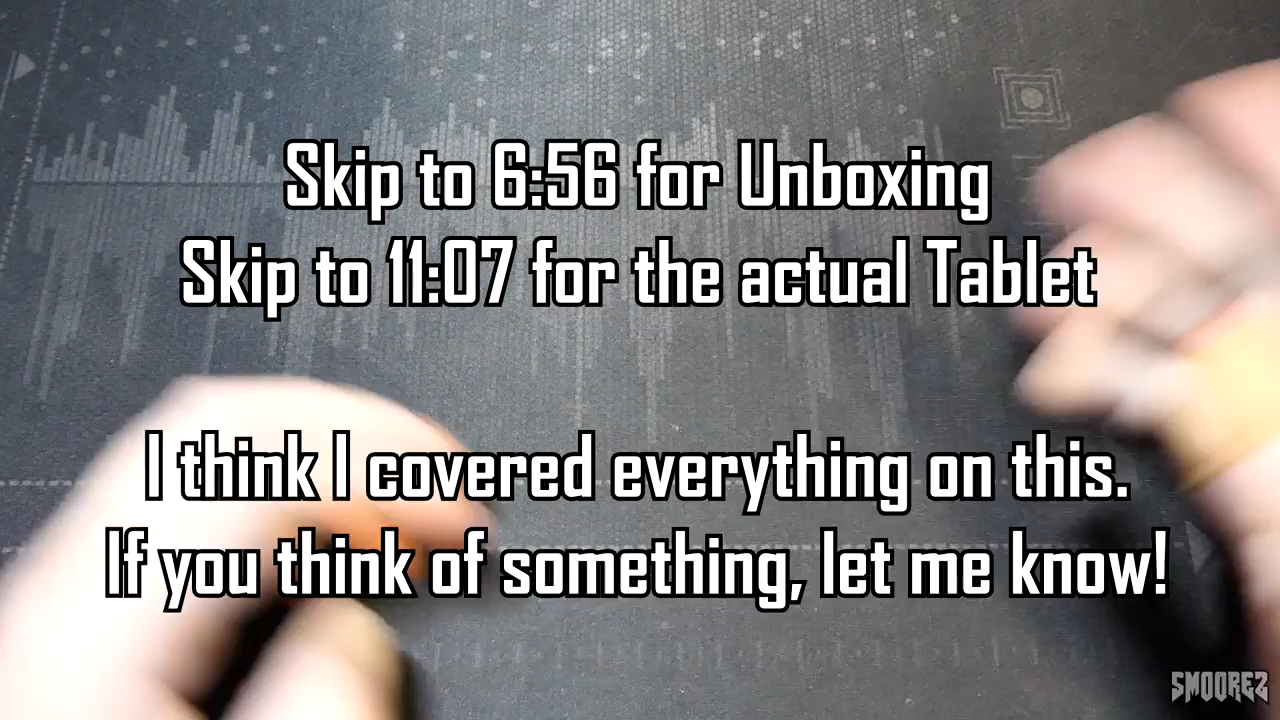 Skip to 6:56 for Unboxing
Skip to 11:07 for the actual Tablet
I think I covered everything on this.
If you think of something, let me know!
SMOOREZ